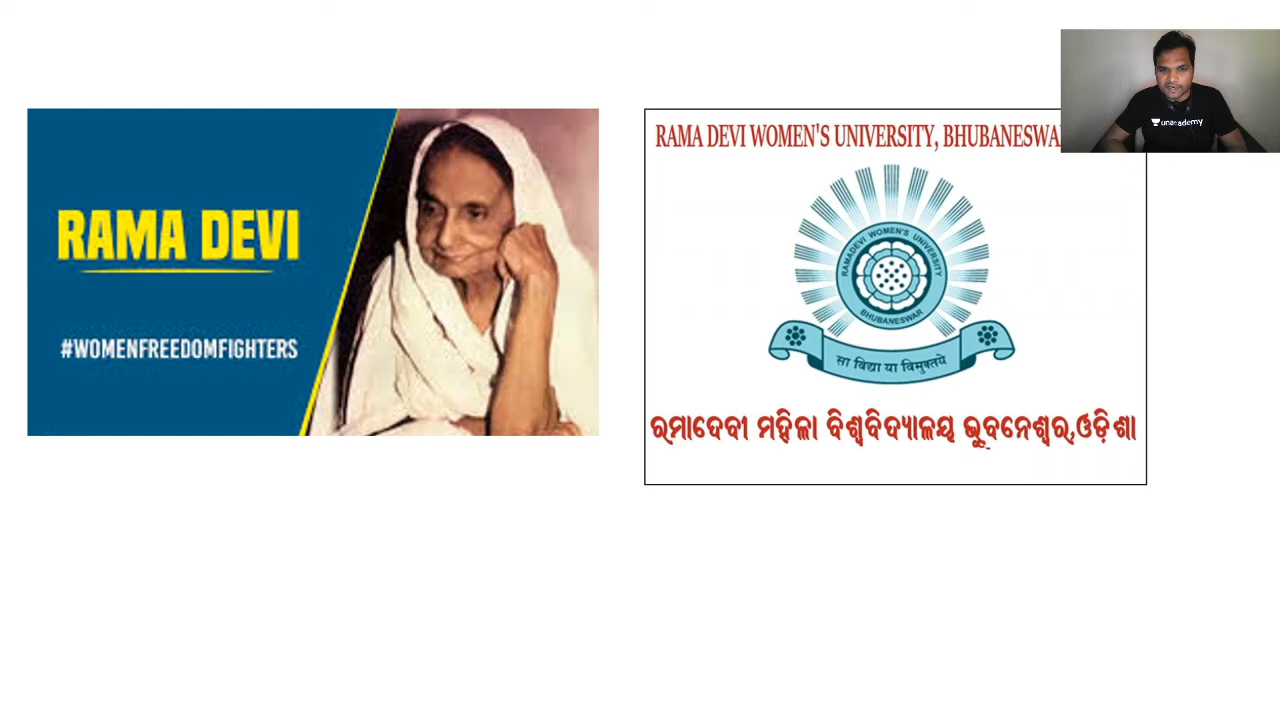 RAMA DEVI
#WOMENFREEDOMFIGHTERS
RAMA DEVI WOMEN'S UNIVERSITY,
RAMADEVI WOMEN'S UNIVERSITY
BHUBANESWAR
सा विद्या या विमुक्तये
ରମାଦେବୀ ମହିଳା ବିଶ୍ୱବିଦ୍ୟାଳୟ ଭୁବନେଶ୍ୱର,ଓଡ଼ିଶା
unacademy